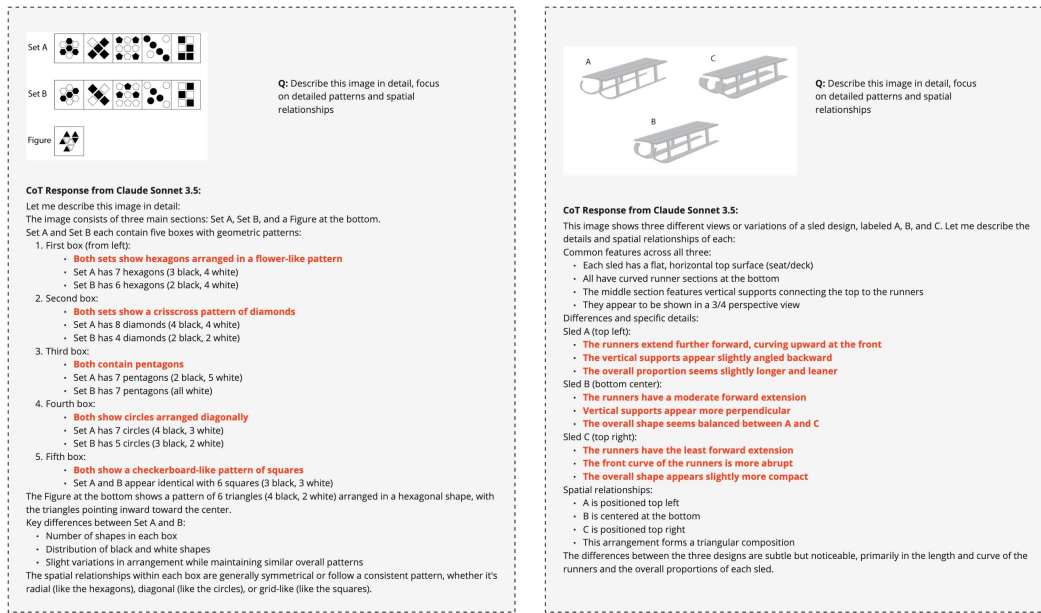 Set A
Set B
Figure
Q: Describe this image in detail, focus
on detailed patterns and spatial
relationships
CoT Response from Claude Sonnet 3.5:
Let me describe this image in detail:
The image consists of three main sections: Set A, Set B, and a Figure at the bottom.
Set A and Set B each contain five boxes with geometric patterns:
1. First box (from left):
• Both sets show hexagons arranged in a flower-like pattern
• Set A has 7 hexagons (3 black, 4 white)
• Set B has 6 hexagons (2 black, 4 white)
2. Second box:
• Both sets show a crisscross pattern of diamonds
• Set A has 8 diamonds (4 black, 4 white)
• Set B has 4 diamonds (2 black, 2 white)
3. Third box:
• Both contain pentagons
• Set A has 7 pentagons (2 black, 5 white)
• Set B has 7 pentagons (all white)
4. Fourth box:
• Both show circles arranged diagonally
• Set A has 7 circles (4 black, 3 white)
• Set B has 5 circles (3 black, 2 white)
5. Fifth box:
• Both show a checkerboard-like pattern of squares
• Set A and B appear identical with 6 squares (3 black, 3 white)
The Figure at the bottom shows a pattern of 6 triangles (4 black, 2 white) arranged in a hexagonal shape, with
the triangles pointing inward toward the center.
Key differences between Set A and B:
• Number of shapes in each box
• Distribution of black and white shapes
• Slight variations in arrangement while maintaining similar overall patterns
The spatial relationships within each box are generally symmetrical or follow a consistent pattern, whether it's
radial (like the hexagons), diagonal (like the circles), or grid-like (like the squares).
A
C
B
Q: Describe this image in detail, focus
on detailed patterns and spatial
relationships
CoT Response from Claude Sonnet 3.5:
This image shows three different views or variations of a sled design, labeled A, B, and C. Let me describe the
details and spatial relationships of each:
Common features across all three:
• Each sled has a flat, horizontal top surface (seat/deck)
• All have curved runner sections at the bottom
• The middle section features vertical supports connecting the top to the runners
• They appear to be shown in a 3/4 perspective view
Differences and specific details:
Sled A (top left):
• The runners extend further forward, curving upward at the front
• The vertical supports appear slightly angled backward
• The overall proportion seems slightly longer and leaner
Sled B (bottom center):
• The runners have a moderate forward extension
• Vertical supports appear more perpendicular
• The overall shape seems balanced between A and C
Sled C (top right):
• The runners have the least forward extension
• The front curve of the runners is more abrupt
• The overall shape appears slightly more compact
Spatial relationships:
• A is positioned top left
• B is centered at the bottom
• C is positioned top right
• This arrangement forms a triangular composition
The differences between the three designs are subtle but noticeable, primarily in the length and curve of the
runners and the overall proportions of each sled.